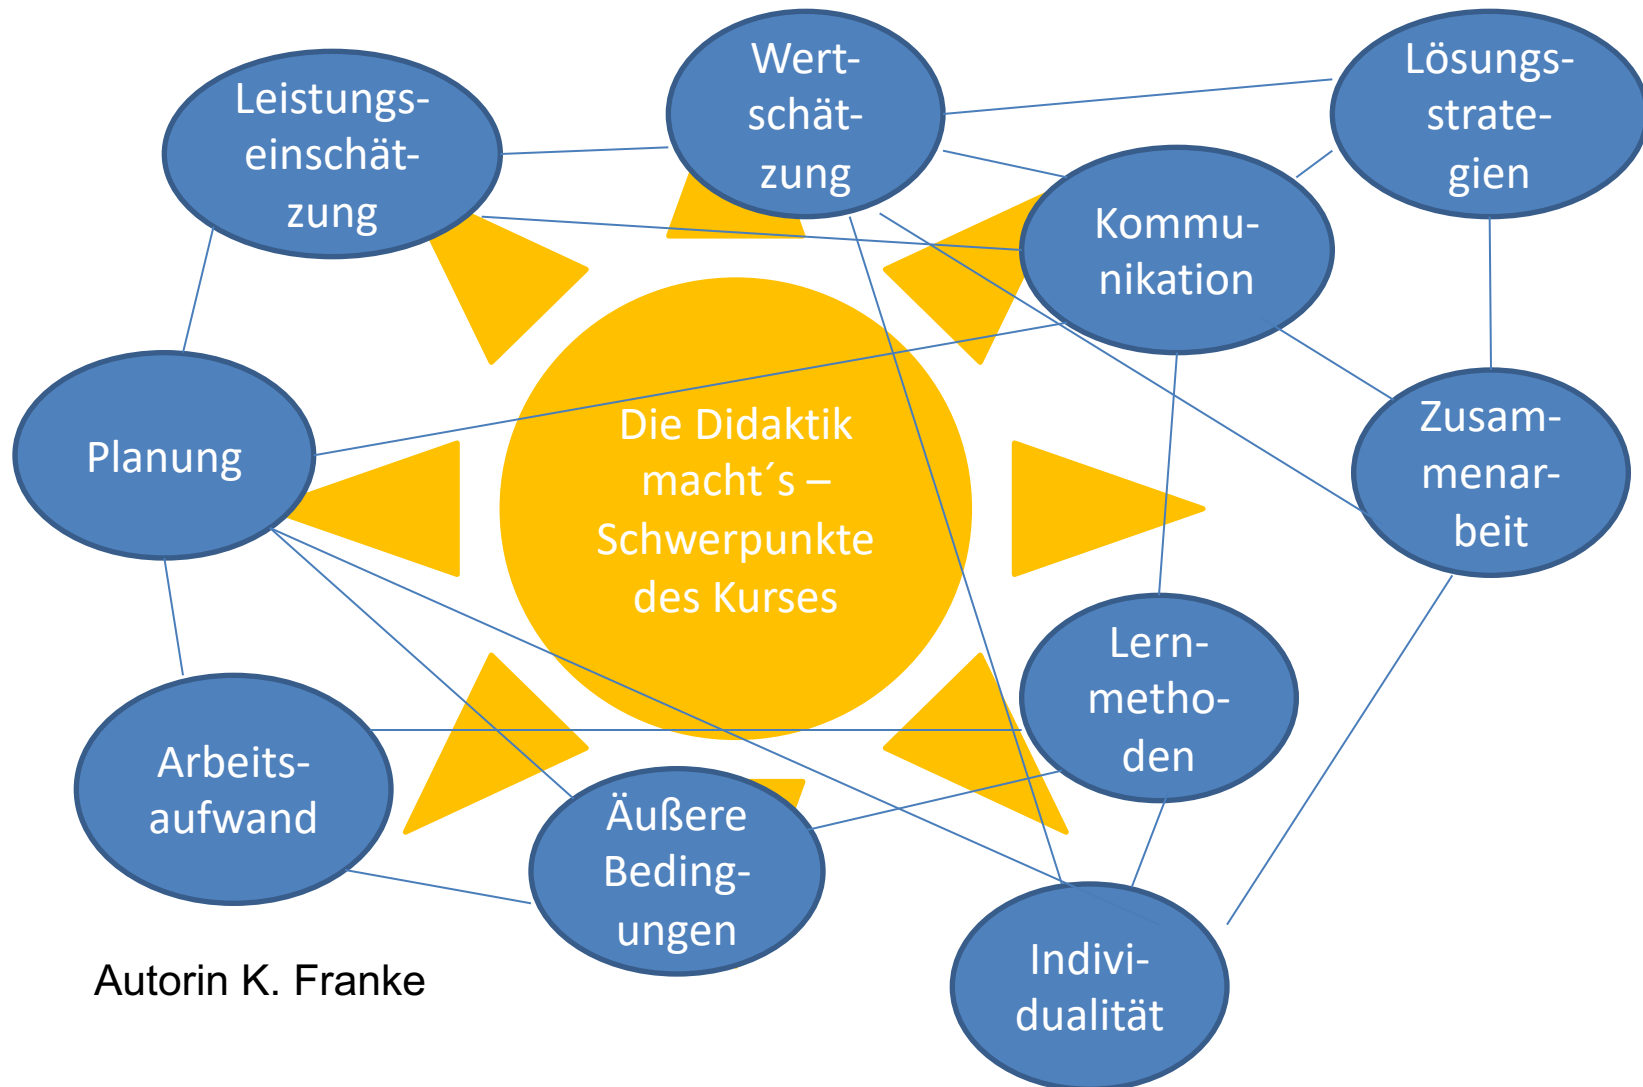 Leistungs-
einschät-
zung
Wert-
schät-
zung
Lösungs-
strate-
gien
Kommu-
nikation
Planung
Die Didaktik
macht´s –
Schwerpunkte
des Kurses
Zusam-
menar-
beit
Lern-
metho-
den
Arbeits-
aufwand
Äußere
Beding-
ungen
Indivi-
dualität
Autorin K. Franke